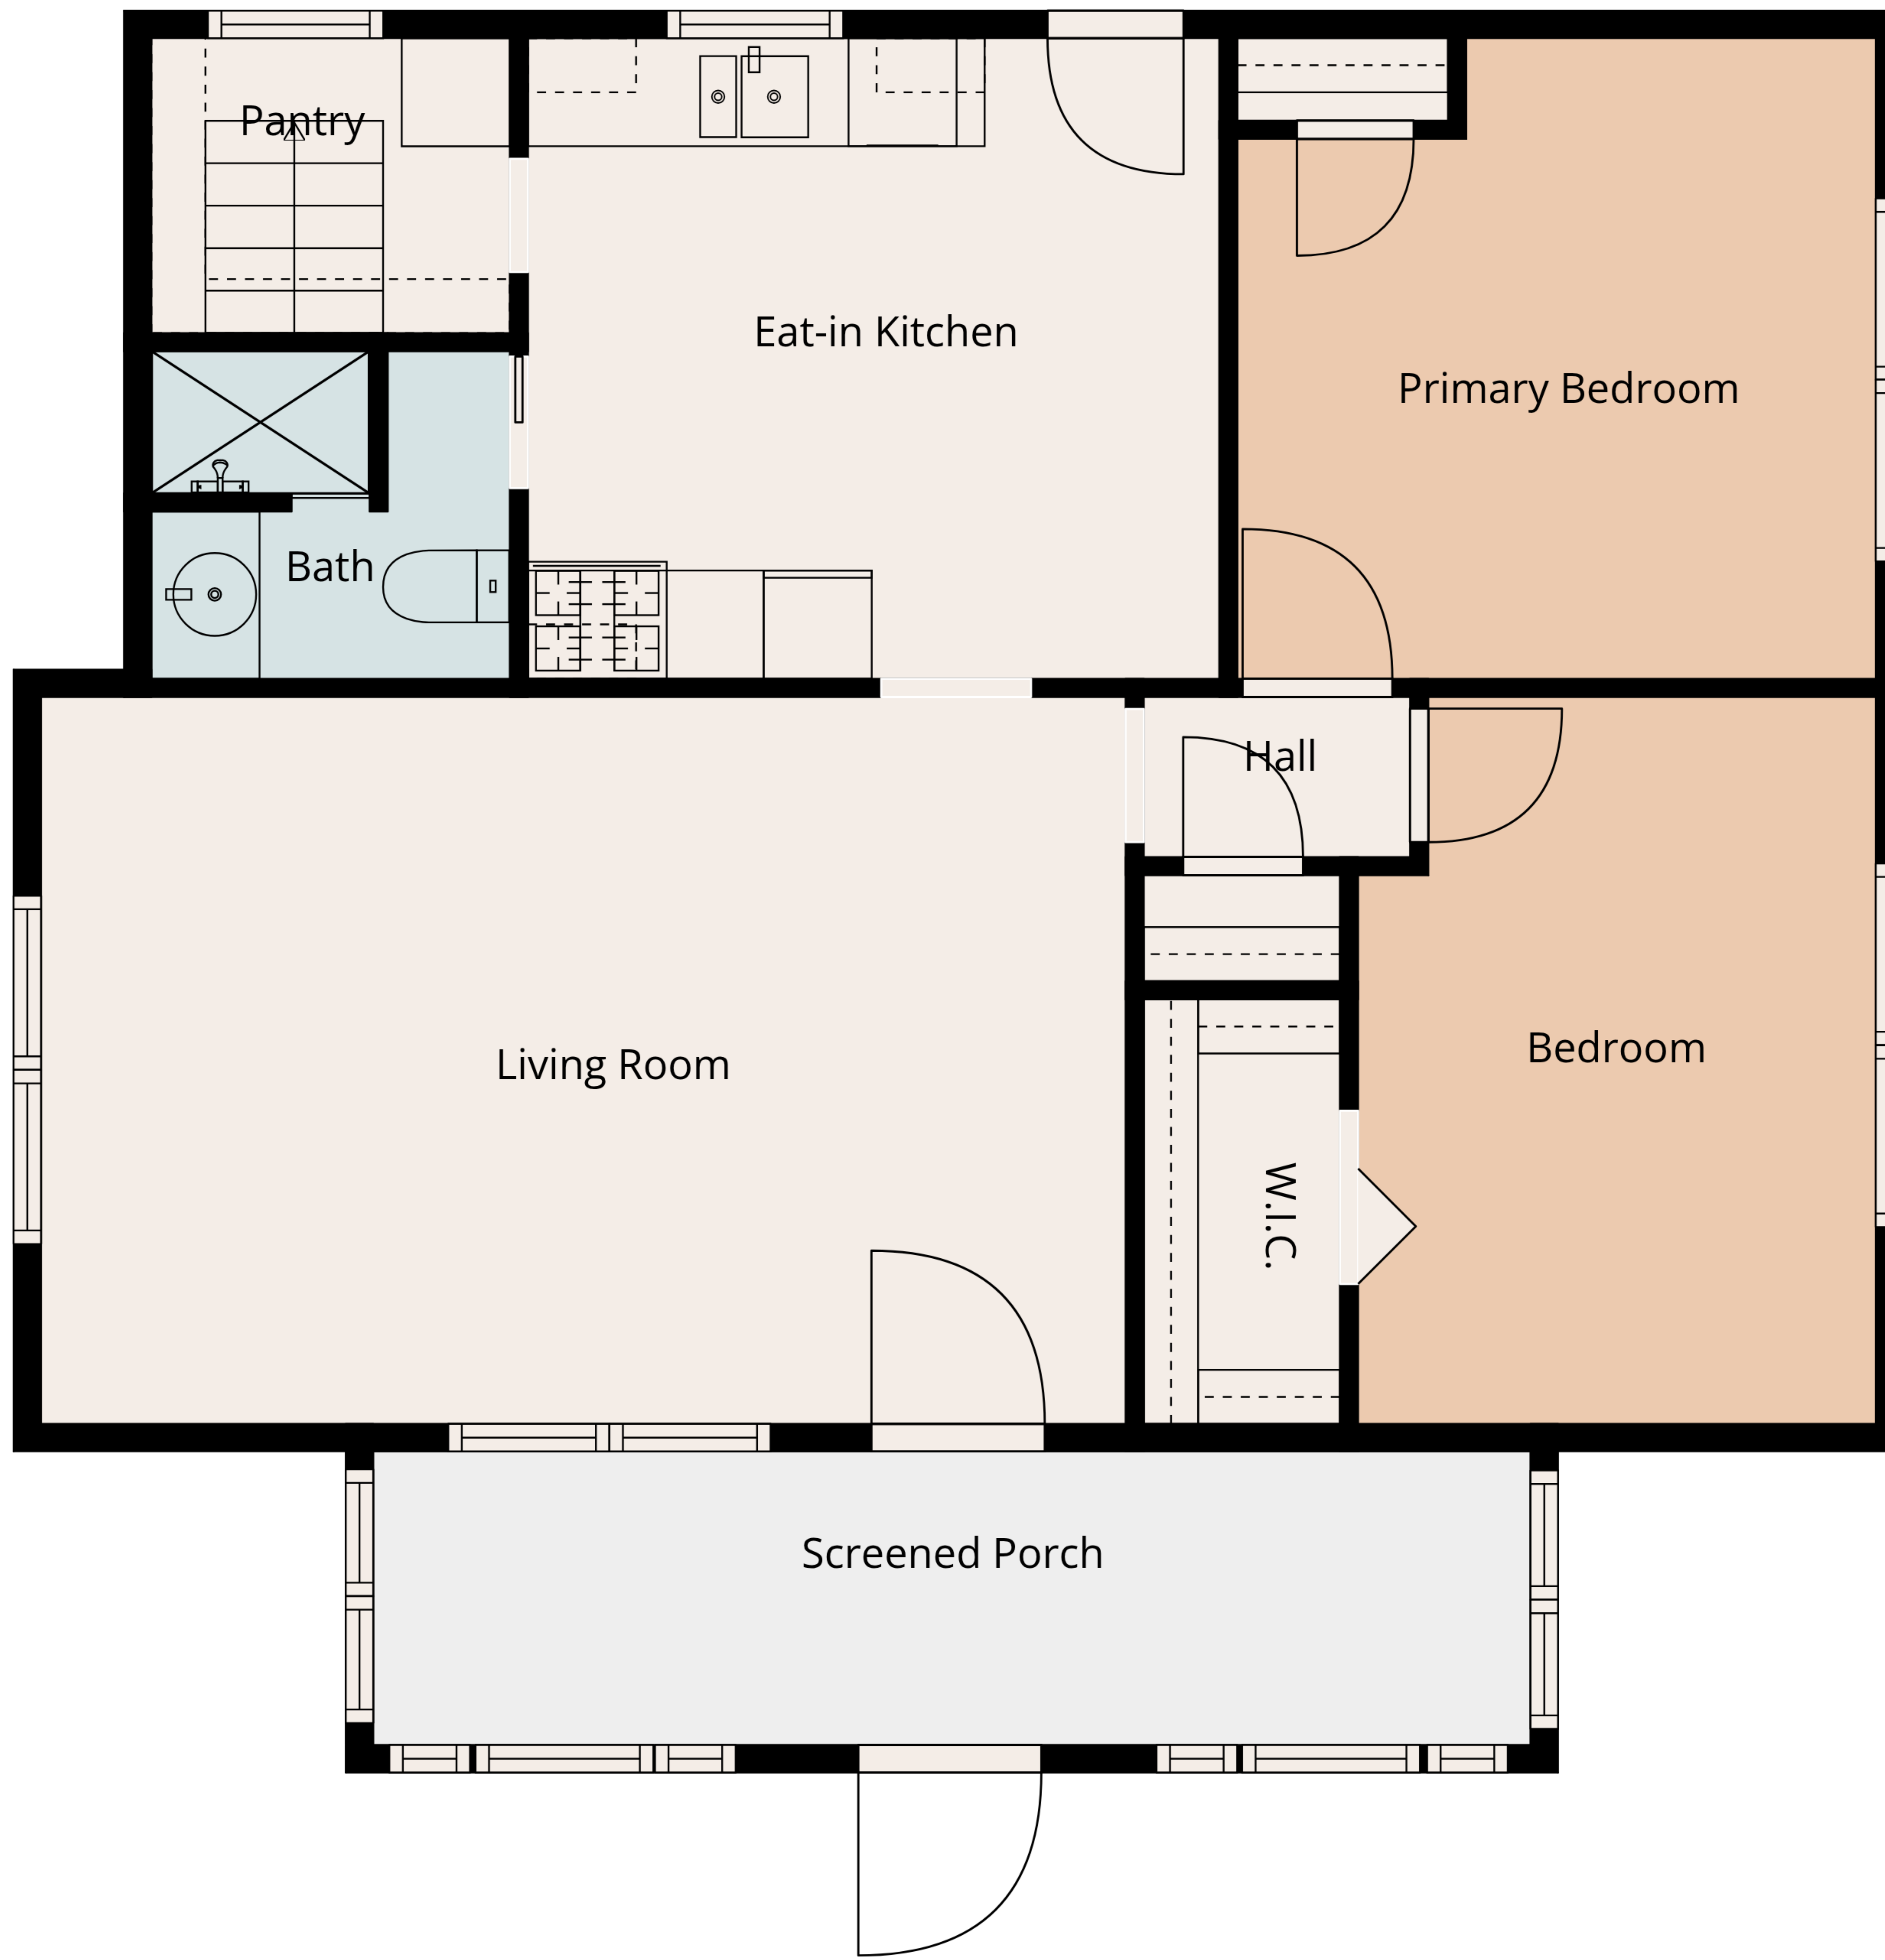 Pantry
Eat-in Kitchen
Primary Bedroom
Bath
Hall
Living Room
Bedroom
W.I.C.
Screened Porch